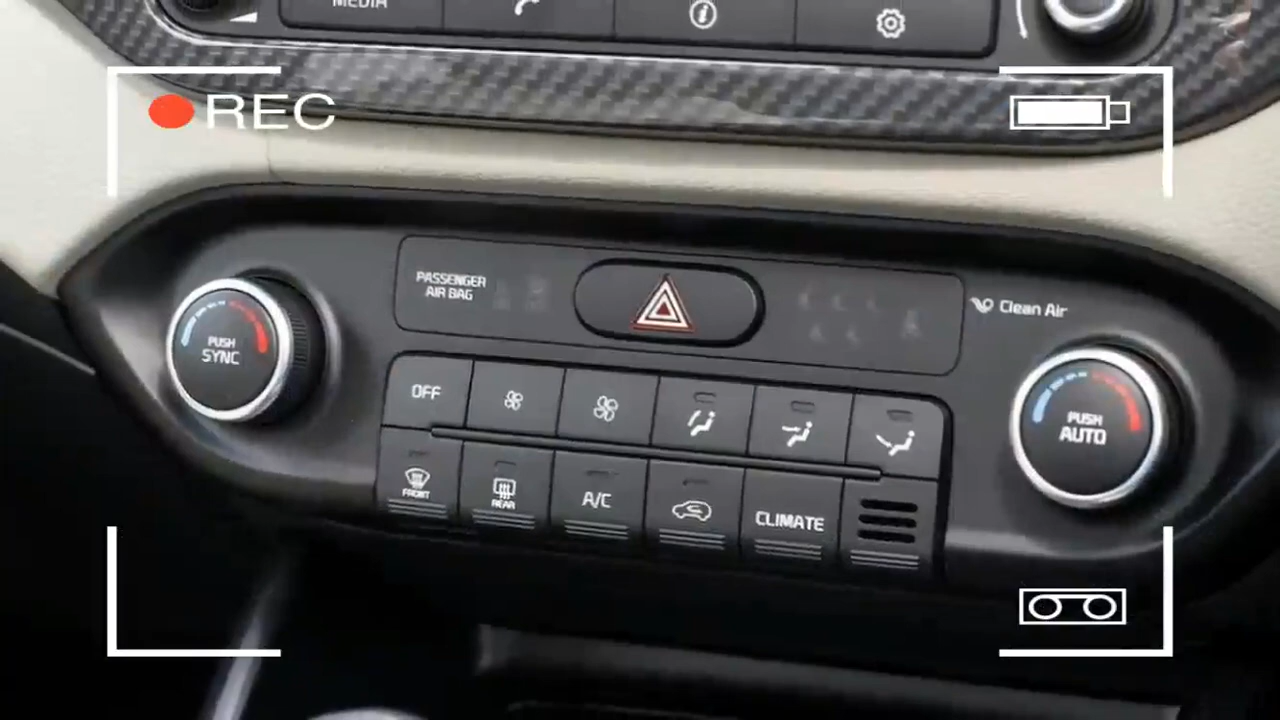 MEDIA
REC
PASSENGER
AIR BAG
Clean Air
PUSH
SYNC
OFF
PUSH
AUTO
FRONT
REAR
A/C
CLIMATE